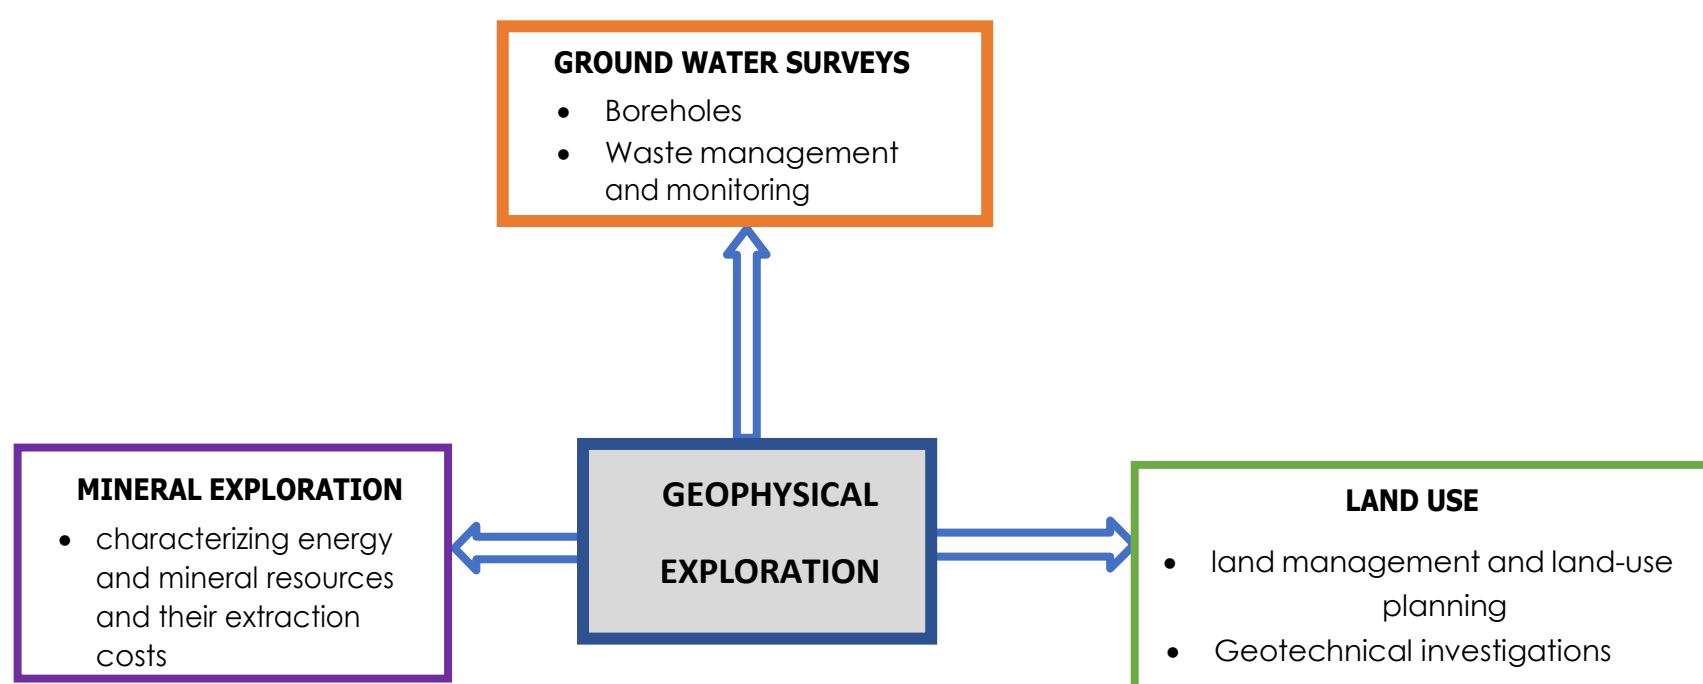 GROUND WATER SURVEYS
• Boreholes
• Waste management
and monitoring
MINERAL EXPLORATION
• characterizing energy
and mineral resources
and their extraction
costs
GEOPHYSICAL
EXPLORATION
LAND USE
• land management and land-use
planning
• Geotechnical investigations